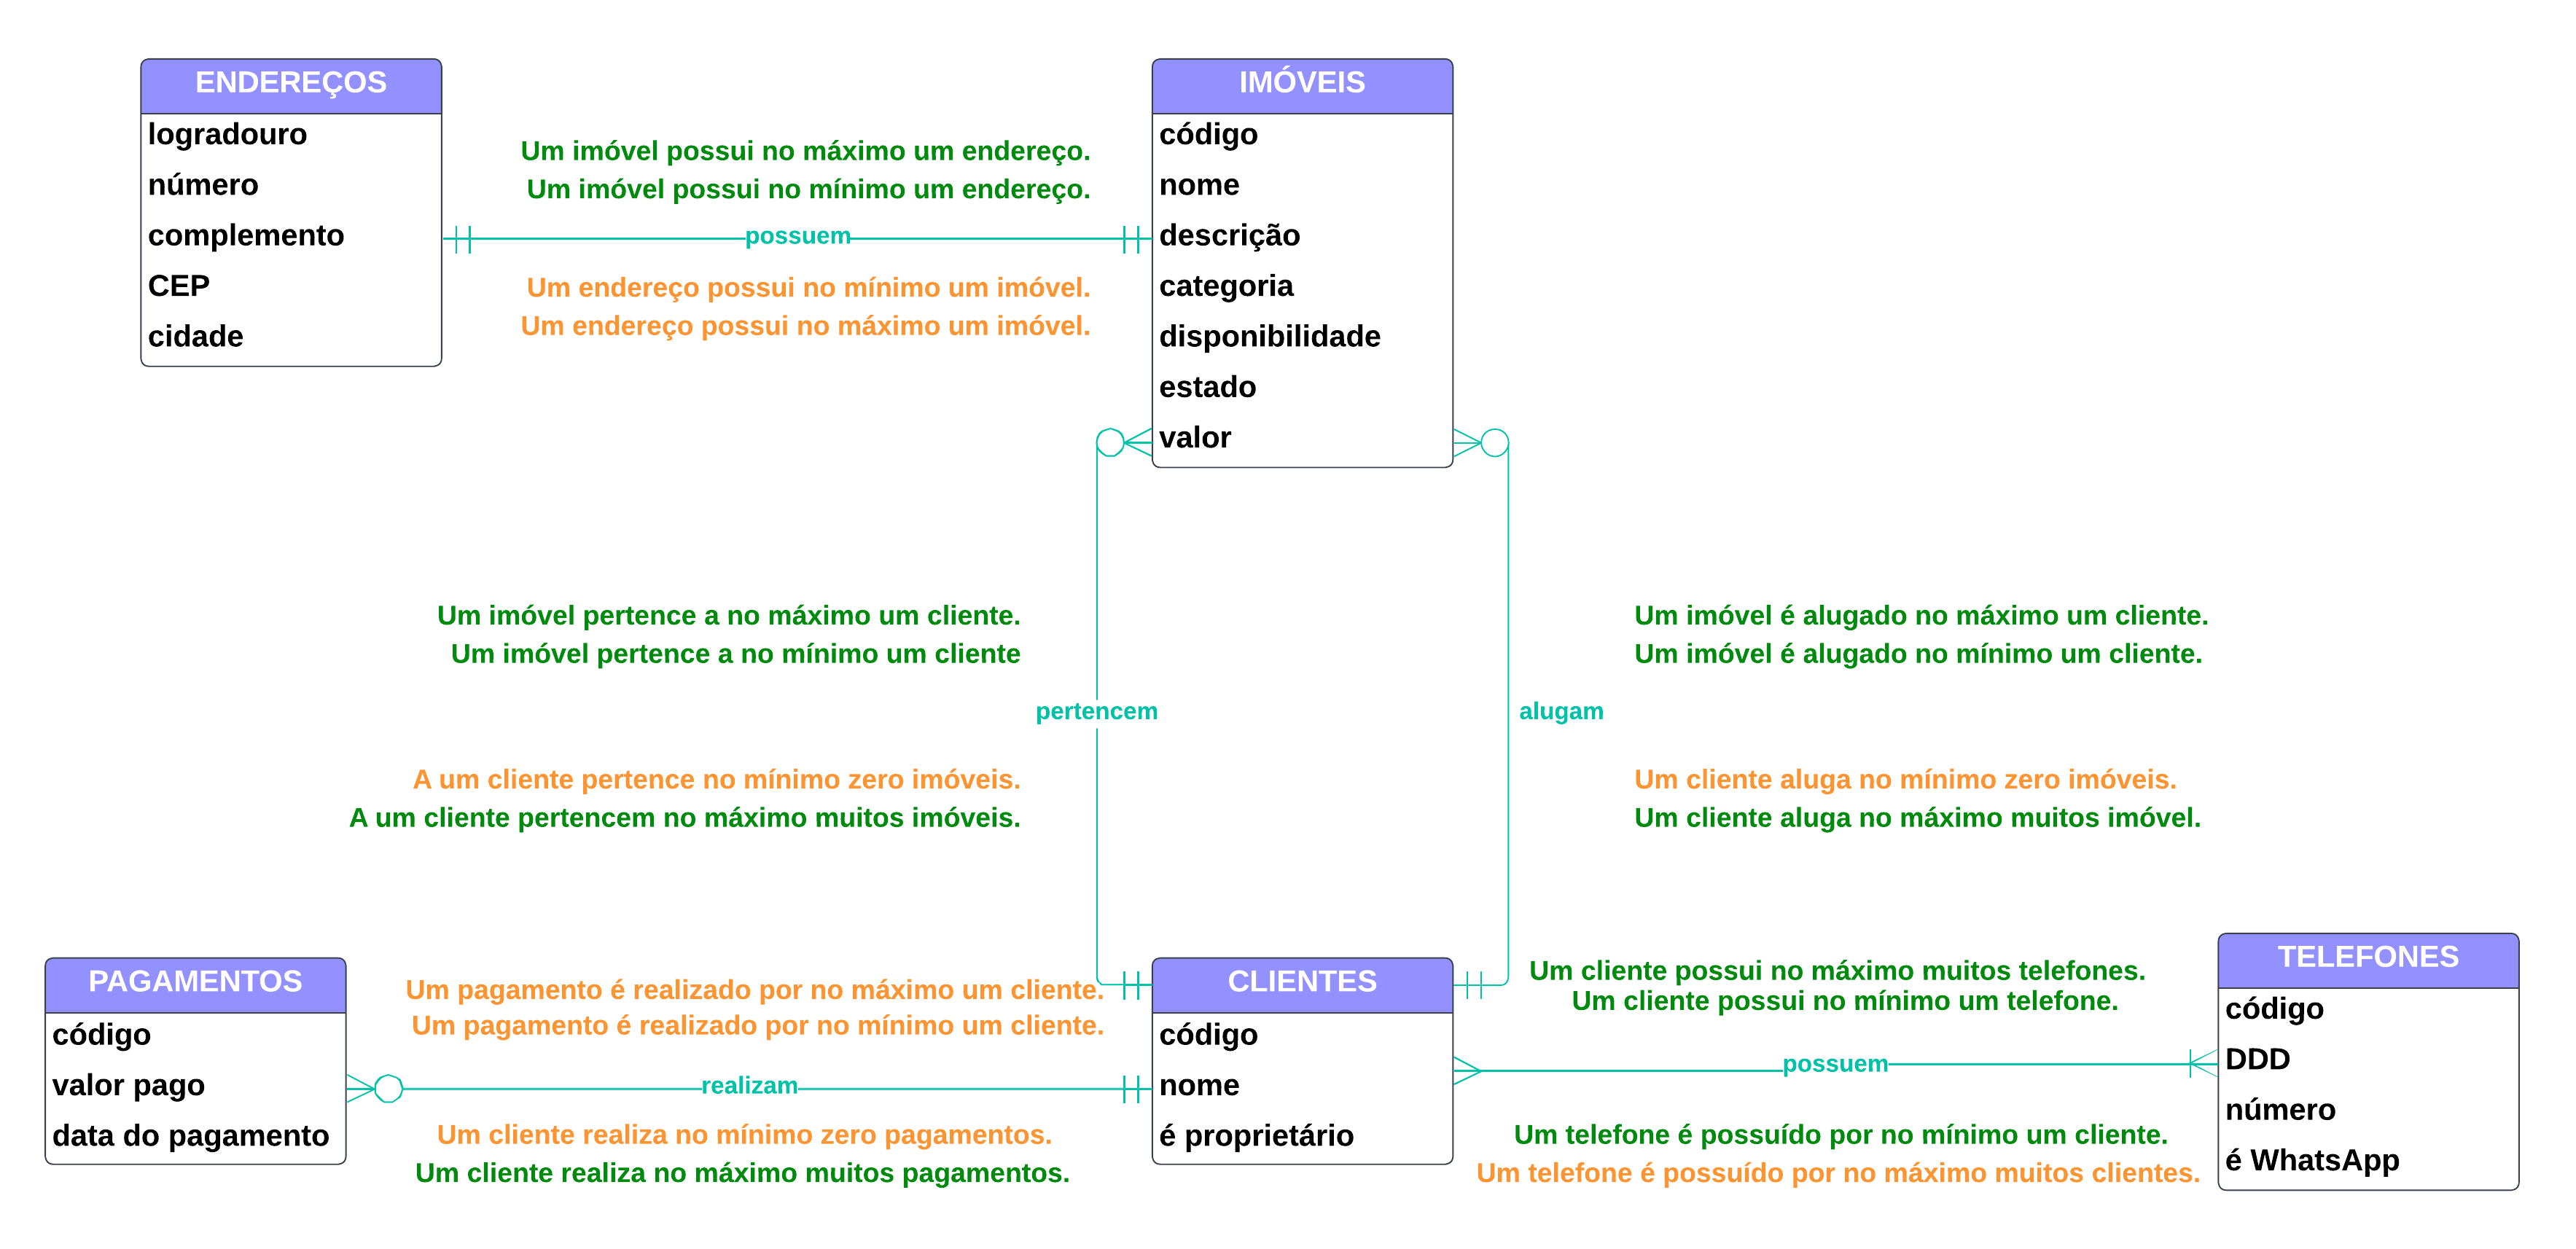 ENDEREÇOS
logradouro
número
complemento
CEP
cidade
Um imóvel possui no máximo um endereço.
Um imóvel possui no mínimo um endereço.
possuem
Um endereço possui no mínimo um imóvel.
Um endereço possui no máximo um imóvel.
IMÓVEIS
código
nome
descrição
categoria
disponibilidade
estado
valor
Um imóvel pertence a no máximo um cliente.
Um imóvel pertence a no mínimo um cliente
pertencem
A um cliente pertence no mínimo zero imóveis.
A um cliente pertencem no máximo muitos imóveis.
Um imóvel é alugado no máximo um cliente.
Um imóvel é alugado no mínimo um cliente.
alugam
Um cliente aluga no mínimo zero imóveis.
Um cliente aluga no máximo muitos imóvel.
PAGAMENTOS
código
valor pago
data do pagamento
Um pagamento é realizado por no máximo um cliente.
Um pagamento é realizado por no mínimo um cliente.
realizam
Um cliente realiza no mínimo zero pagamentos.
Um cliente realiza no máximo muitos pagamentos.
CLIENTES
código
nome
é proprietário
Um cliente possui no máximo muitos telefones.
Um cliente possui no mínimo um telefone.
possuem
Um telefone é possuído por no mínimo um cliente.
Um telefone é possuído por no máximo muitos clientes.
TELEFONES
código
DDD
número
é WhatsApp